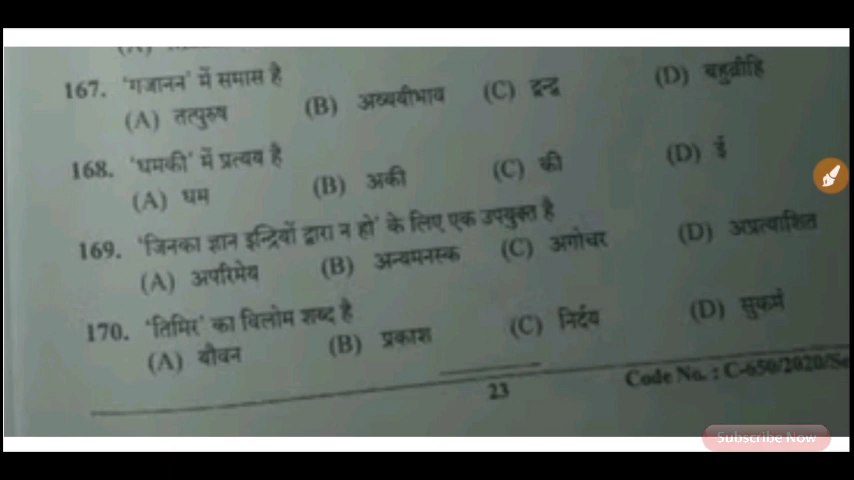 167. 'गजानन' में समास है
(A) तत्पुरुष (B) अव्ययीभाव (C) द्वन्द्व (D) बहुव्रीहि
168. 'धमकी' में प्रत्यय है
(A) धम (B) अकी (C) की (D) ई
169. 'जिनका ज्ञान इन्द्रियों द्वारा न हो' के लिए एक उपयुक्त है
(A) अपरिमेय (B) अन्यमनस्क (C) अगोचर (D) अप्रत्याशित
170. 'तिमिर' का विलोम शब्द है
(A) यौवन (B) प्रकाश (C) निर्दय (D) सुकर्म
23 Code No. : C-650/2020/Se
Subscribe Now